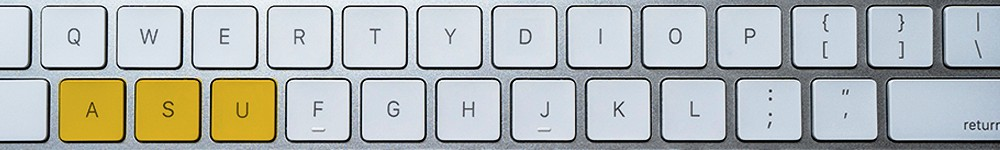 Q W E R T Y D I O P { [ } ] | \
A S U F G H J K L : ; " ' return